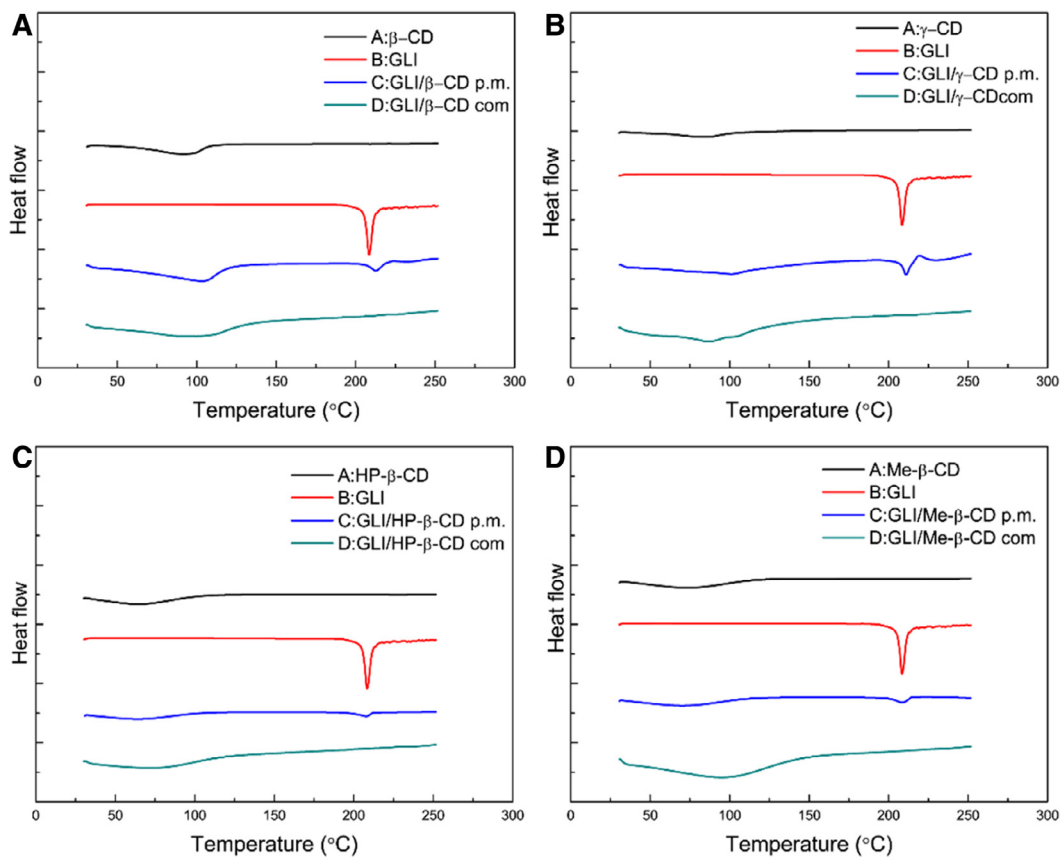 A
A:β–CD
B:GLI
C:GLI/β–CD p.m.
D:GLI/β–CD com
Heat flow
0 50 100 150 200 250 300
Temperature (°C)
B
A:γ–CD
B:GLI
C:GLI/γ–CD p.m.
D:GLI/γ–CDcom
Heat flow
0 50 100 150 200 250 300
Temperature (°C)
C
A:HP-β-CD
B:GLI
C:GLI/HP-β-CD p.m.
D:GLI/HP-β-CD com
Heat flow
0 50 100 150 200 250 300
Temperature (°C)
D
A:Me-β-CD
B:GLI
C:GLI/Me-β-CD p.m.
D:GLI/Me-β-CD com
Heat flow
0 50 100 150 200 250 300
Temperature (°C)